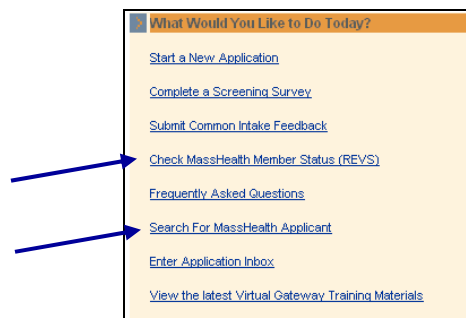 What Would You Like to Do Today?
Start a New Application
Complete a Screening Survey
Submit Common Intake Feedback
Check MassHealth Member Status (REVS)
Frequently Asked Questions
Search For MassHealth Applicant
Enter Application Inbox
View the latest Virtual Gateway Training Materials